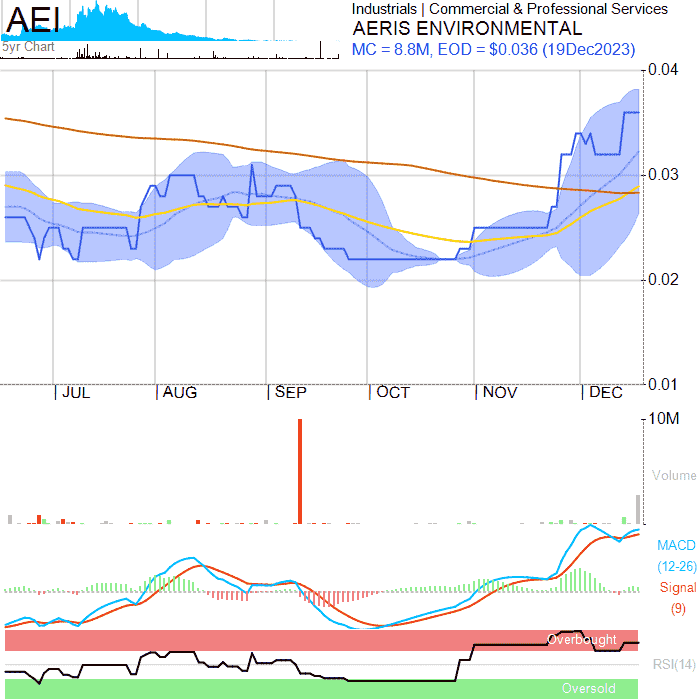 AEI
5yr Chart
Industrials | Commercial & Professional Services
AERIS ENVIRONMENTAL
MC = 8.8M, EOD = $0.036 (19Dec2023)
0.04
0.03
0.02
0.01
JUL AUG SEP OCT NOV DEC
10M
Volume
MACD
(12-26)
Signal
(9)
Overbought
RSI(14)
Oversold